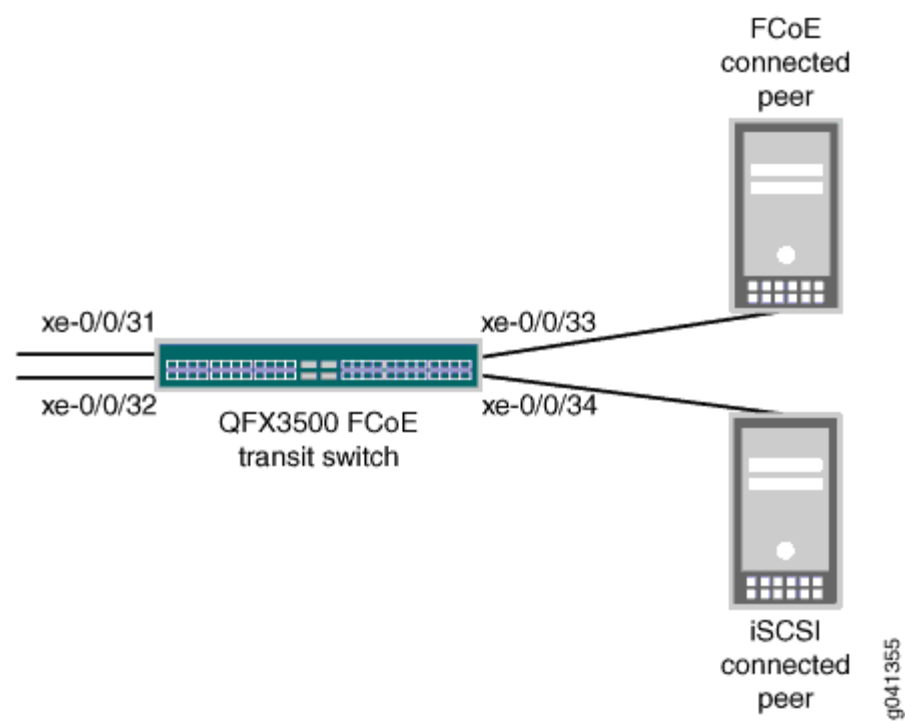 FCoE
connected
peer
xe-0/0/31
xe-0/0/33
xe-0/0/32
xe-0/0/34
QFX3500 FCoE
transit switch
iSCSI
connected
peer
g041355